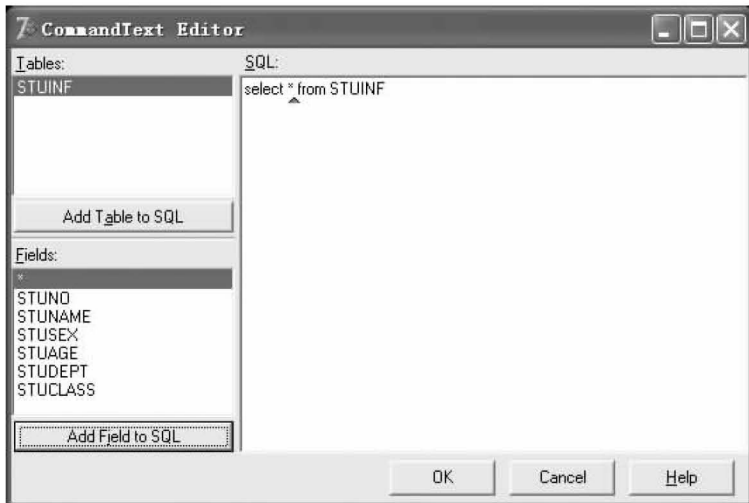 CommandText Editor
Tables:
STUINF
Add Table to SQL
Fields:
*
STUNO
STUNAME
STUSEX
STUAGE
STUDEPT
STUCLASS
Add Field to SQL
SQL:
select * from STUINF
OK
Cancel
Help